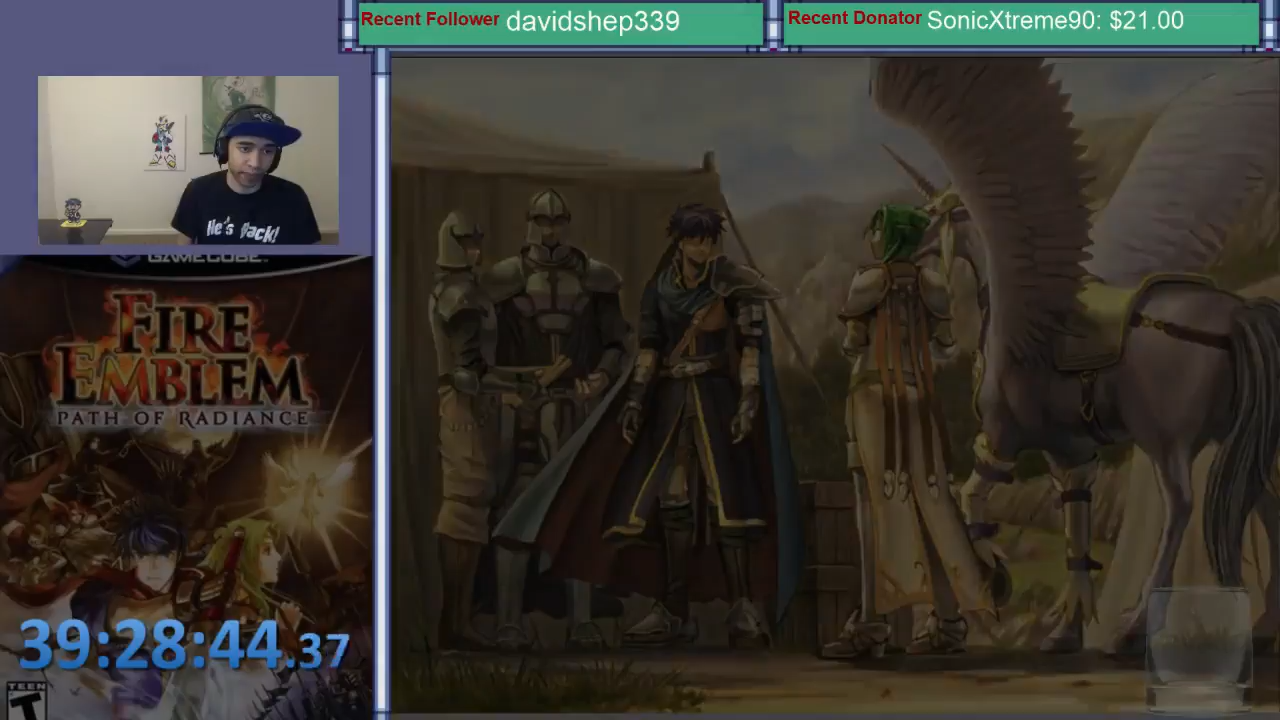 Recent Follower davidshep339
Recent Donator SonicXtreme90: $21.00
He's Back!
GAMECUBE
FIRE
EMBLEM
PATH OF RADIANCE
39:28:44.37
TEEN
T